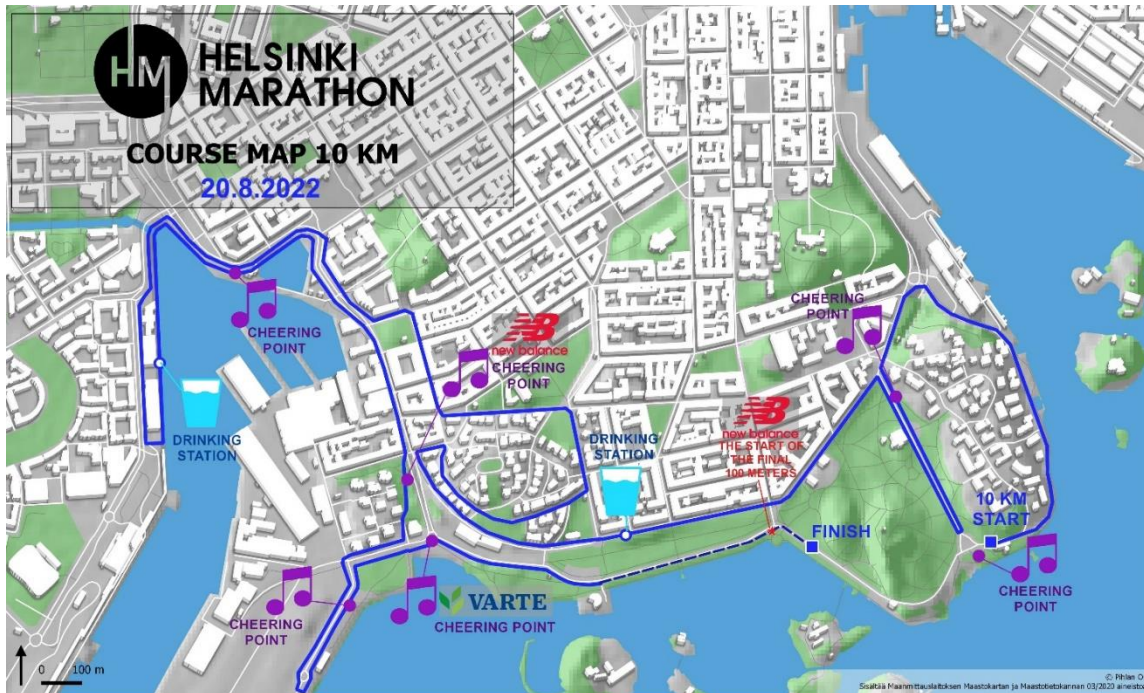 HM HELSINKI
MARATHON
COURSE MAP 10 KM
20.8.2022
CHEERING
POINT
DRINKING
STATION
new balance
CHEERING
POINT
CHEERING
POINT
DRINKING
STATION
new balance
THE START OF
THE FINAL
100 METERS
10 KM
START
FINISH
CHEERING
POINT
VARTE
CHEERING POINT
CHEERING
POINT
0 100 m
© Pihlan
Sisältää Maanmittauslaitoksen Maastokartan ja Maastotietokannan 03/2020 aineisto